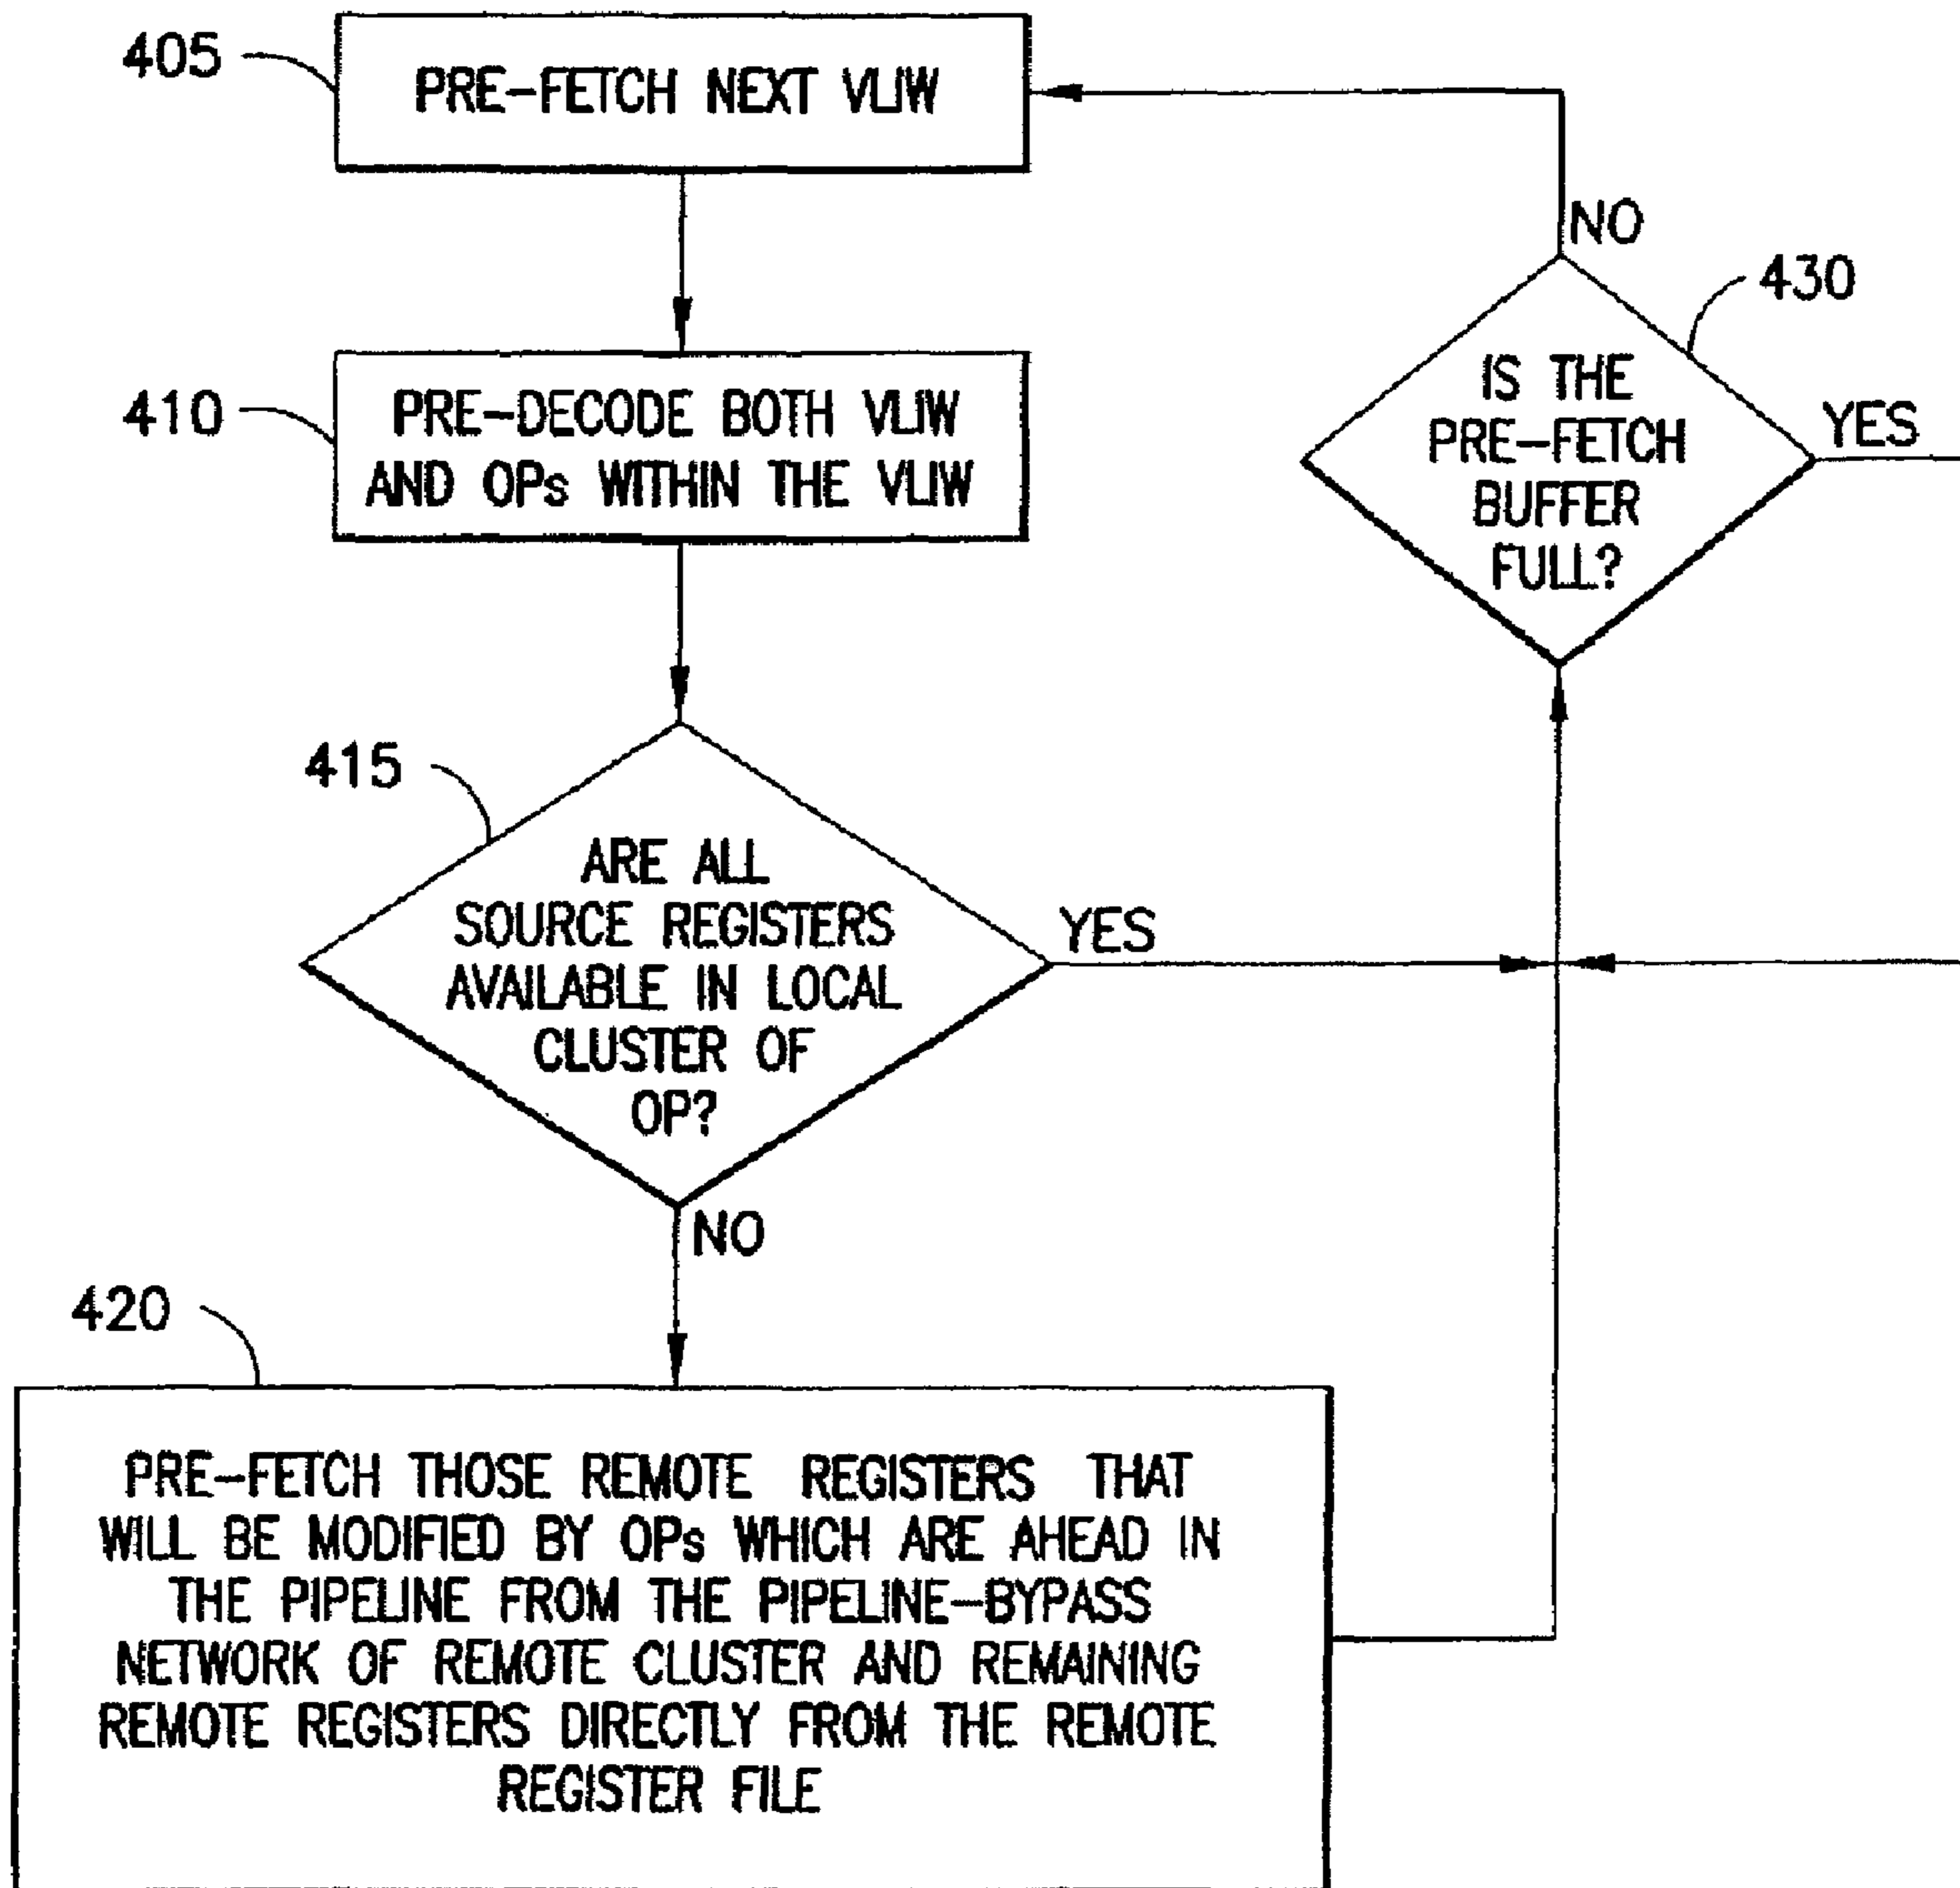 405
PRE-FETCH NEXT VLIW
NO
430
410
PRE-DECODE BOTH VLIW
AND OPs WITHIN THE VLIW
IS THE
PRE-FETCH
BUFFER
FULL?
YES
415
ARE ALL
SOURCE REGISTERS
AVAILABLE IN LOCAL
CLUSTER OF
OP?
YES
NO
420
PRE-FETCH THOSE REMOTE REGISTERS THAT
WILL BE MODIFIED BY OPs WHICH ARE AHEAD IN
THE PIPELINE FROM THE PIPELINE-BYPASS
NETWORK OF REMOTE CLUSTER AND REMAINING
REMOTE REGISTERS DIRECTLY FROM THE REMOTE
REGISTER FILE